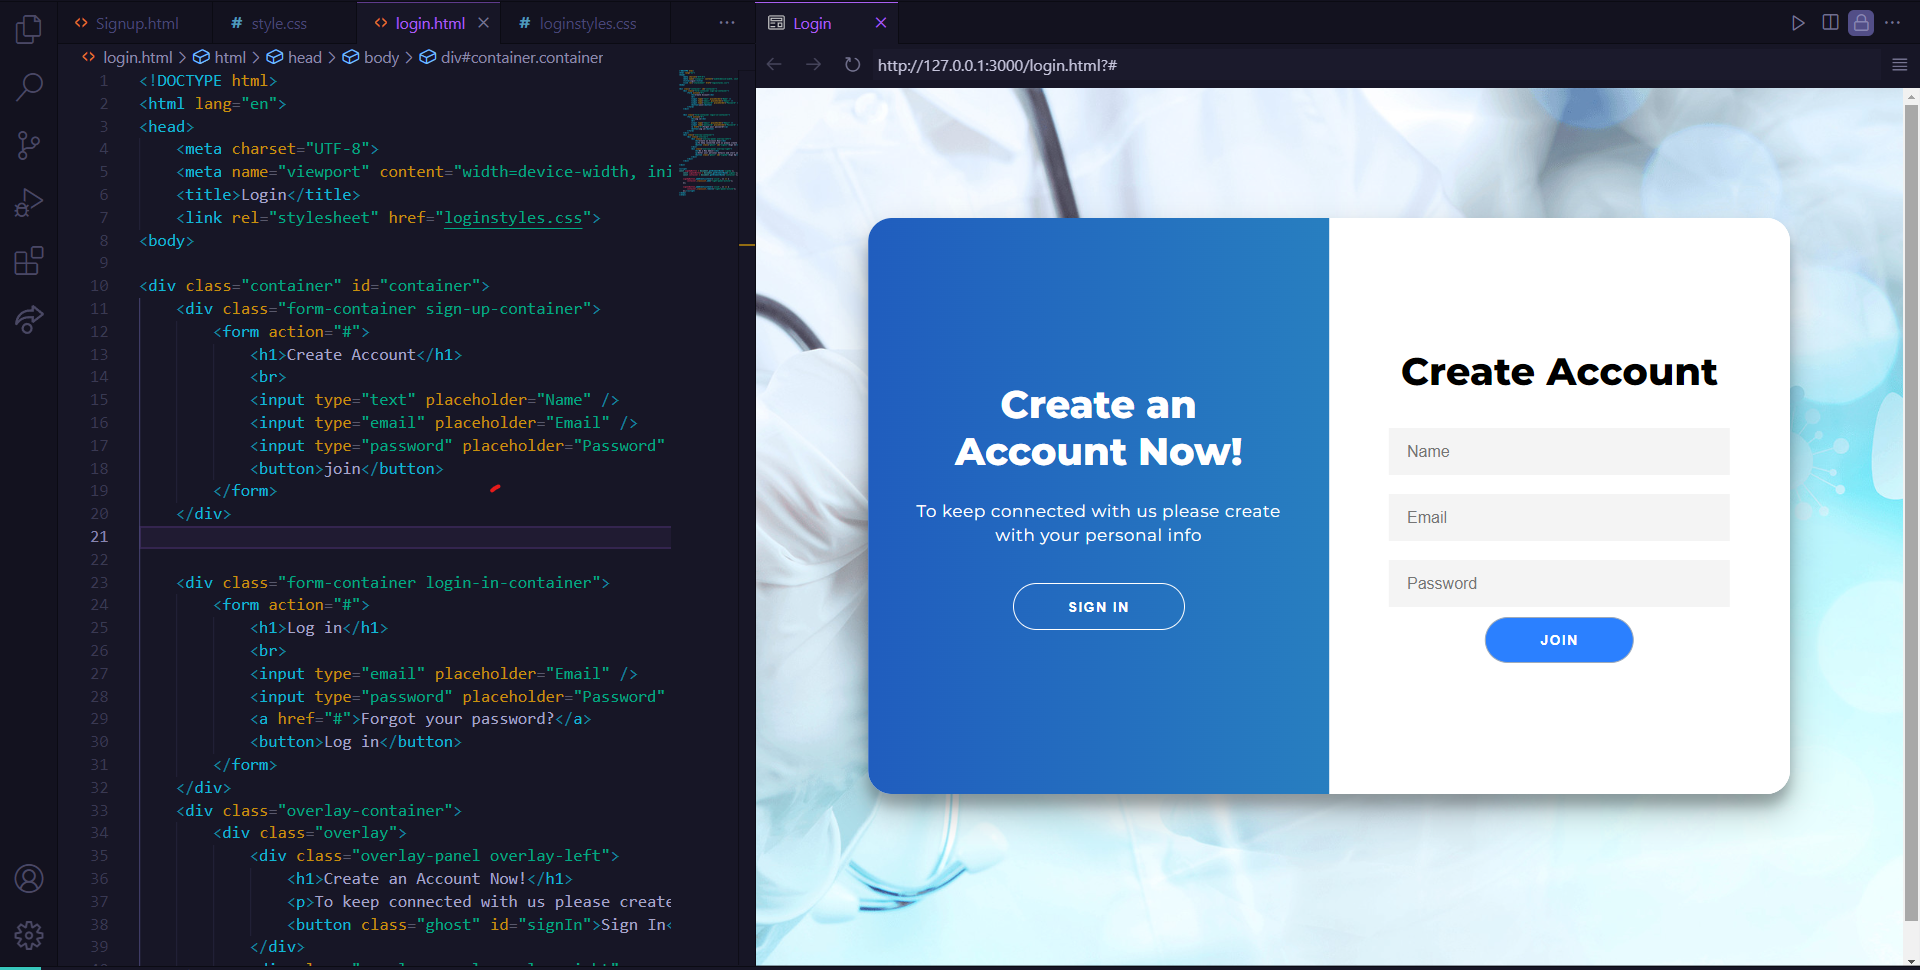 Signup.html
# style.css
login.html
# loginstyles.css
Login
login.html > html > head > body > div#container.container
http://127.0.0.1:3000/login.html?#
1 <!DOCTYPE html>
2 <html lang="en">
3 <head>
4 <meta charset="UTF-8">
5 <meta name="viewport" content="width=device-width, ini
6 <title>Login</title>
7 <link rel="stylesheet" href="loginstyles.css">
8 <body>
9
10 <div class="container" id="container">
11 <div class="form-container sign-up-container">
12 <form action="#">
13 <h1>Create Account</h1>
14 <br>
15 <input type="text" placeholder="Name" />
16 <input type="email" placeholder="Email" />
17 <input type="password" placeholder="Password"
18 <button>join</button>
19 </form>
20 </div>
21
22
23 <div class="form-container login-in-container">
24 <form action="#">
25 <h1>Log in</h1>
26 <br>
27 <input type="email" placeholder="Email" />
28 <input type="password" placeholder="Password"
29 <a href="#">Forgot your password?</a>
30 <button>Log in</button>
31 </form>
32 </div>
33 <div class="overlay-container">
34 <div class="overlay">
35 <div class="overlay-panel overlay-left">
36 <h1>Create an Account Now!</h1>
37 <p>To keep connected with us please create
38 <button class="ghost" id="signIn">Sign In<
39 </div>
Create an
Account Now!
To keep connected with us please create
with your personal info
SIGN IN
Create Account
Name
Email
Password
JOIN